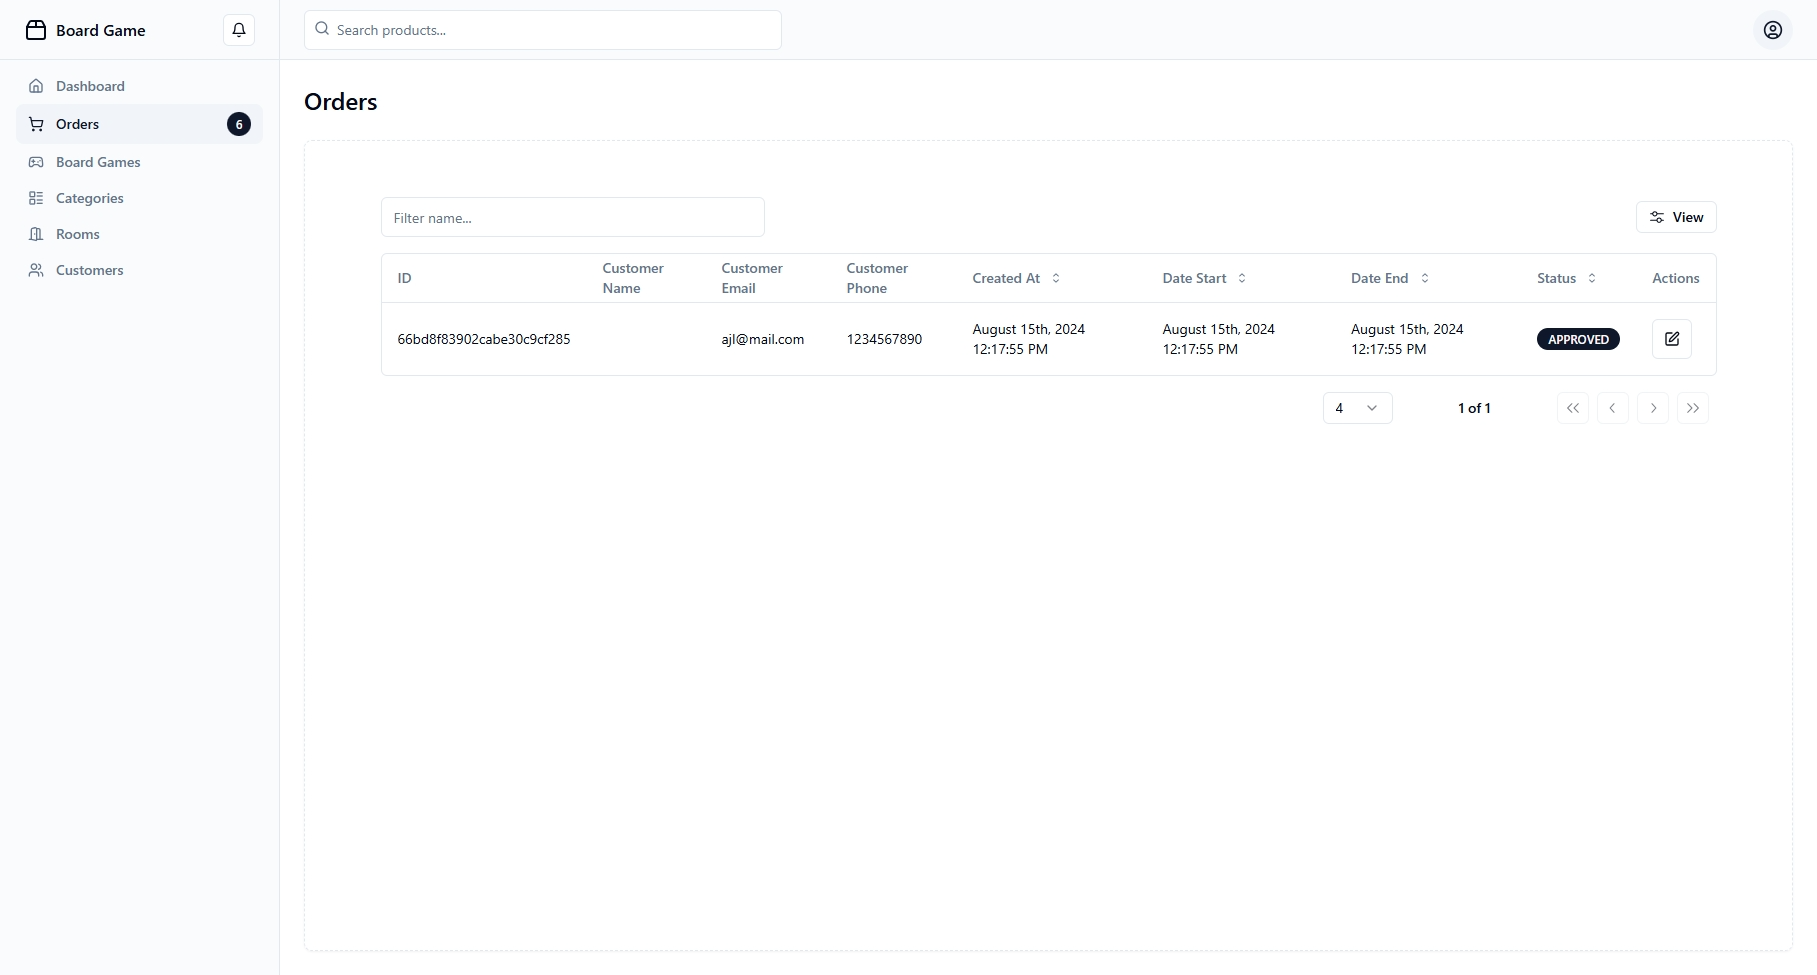 Board Game
Search products...
Dashboard
Orders
6
Board Games
Categories
Rooms
Customers
Orders
Filter name...
View
ID
Customer
Name
Customer
Email
Customer
Phone
Created At
Date Start
Date End
Status
Actions
66bd8f83902cabe30c9cf285
ajl@mail.com
1234567890
August 15th, 2024
12:17:55 PM
August 15th, 2024
12:17:55 PM
August 15th, 2024
12:17:55 PM
APPROVED
4
1 of 1